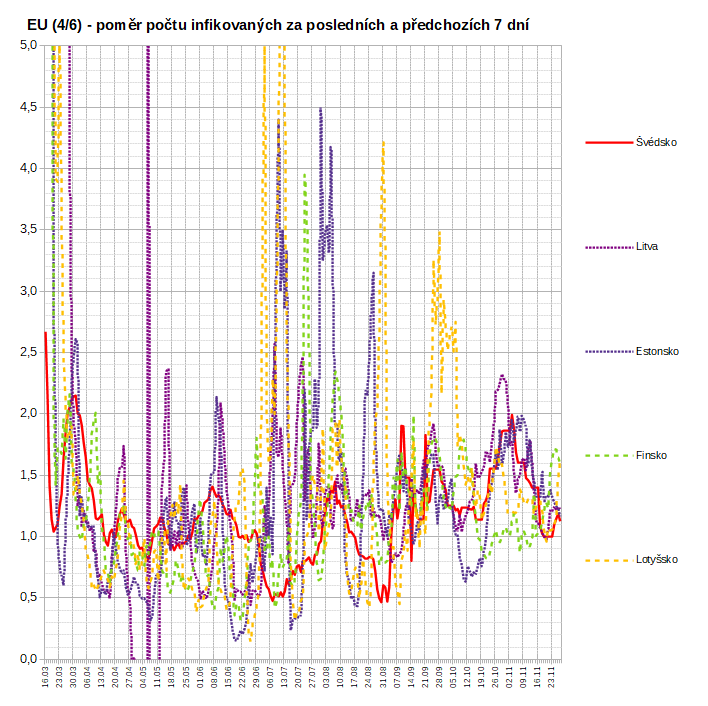 EU (4/6) - poměr počtu infikovaných za posledních a předchozích 7 dní
5,0
4,5
4,0
3,5
3,0
2,5
2,0
1,5
1,0
0,5
0,0
Švédsko
Litva
Estonsko
Finsko
Lotyšsko
16.03 23.03 30.03 06.04 13.04 20.04 27.04 04.05 11.05 18.05 25.05 01.06 08.06 15.06 22.06 29.06 06.07 13.07 20.07 27.07 03.08 10.08 17.08 24.08 31.08 07.09 14.09 21.09 28.09 05.10 12.10 19.10 26.10 02.11 09.11 16.11 23.11